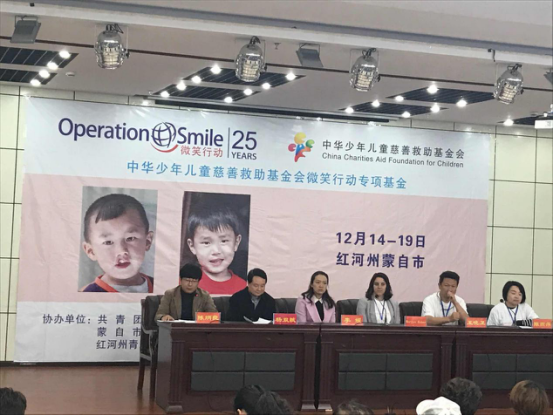 Operation Smile
微笑行动
25
YEARS
中华少年儿童慈善救助基金会
China Charities Aid Foundation for Children
中华少年儿童慈善救助基金会微笑行动专项基金
12月14-19日
红河州蒙自市
协办单位：共青团
蒙自市
红河州青